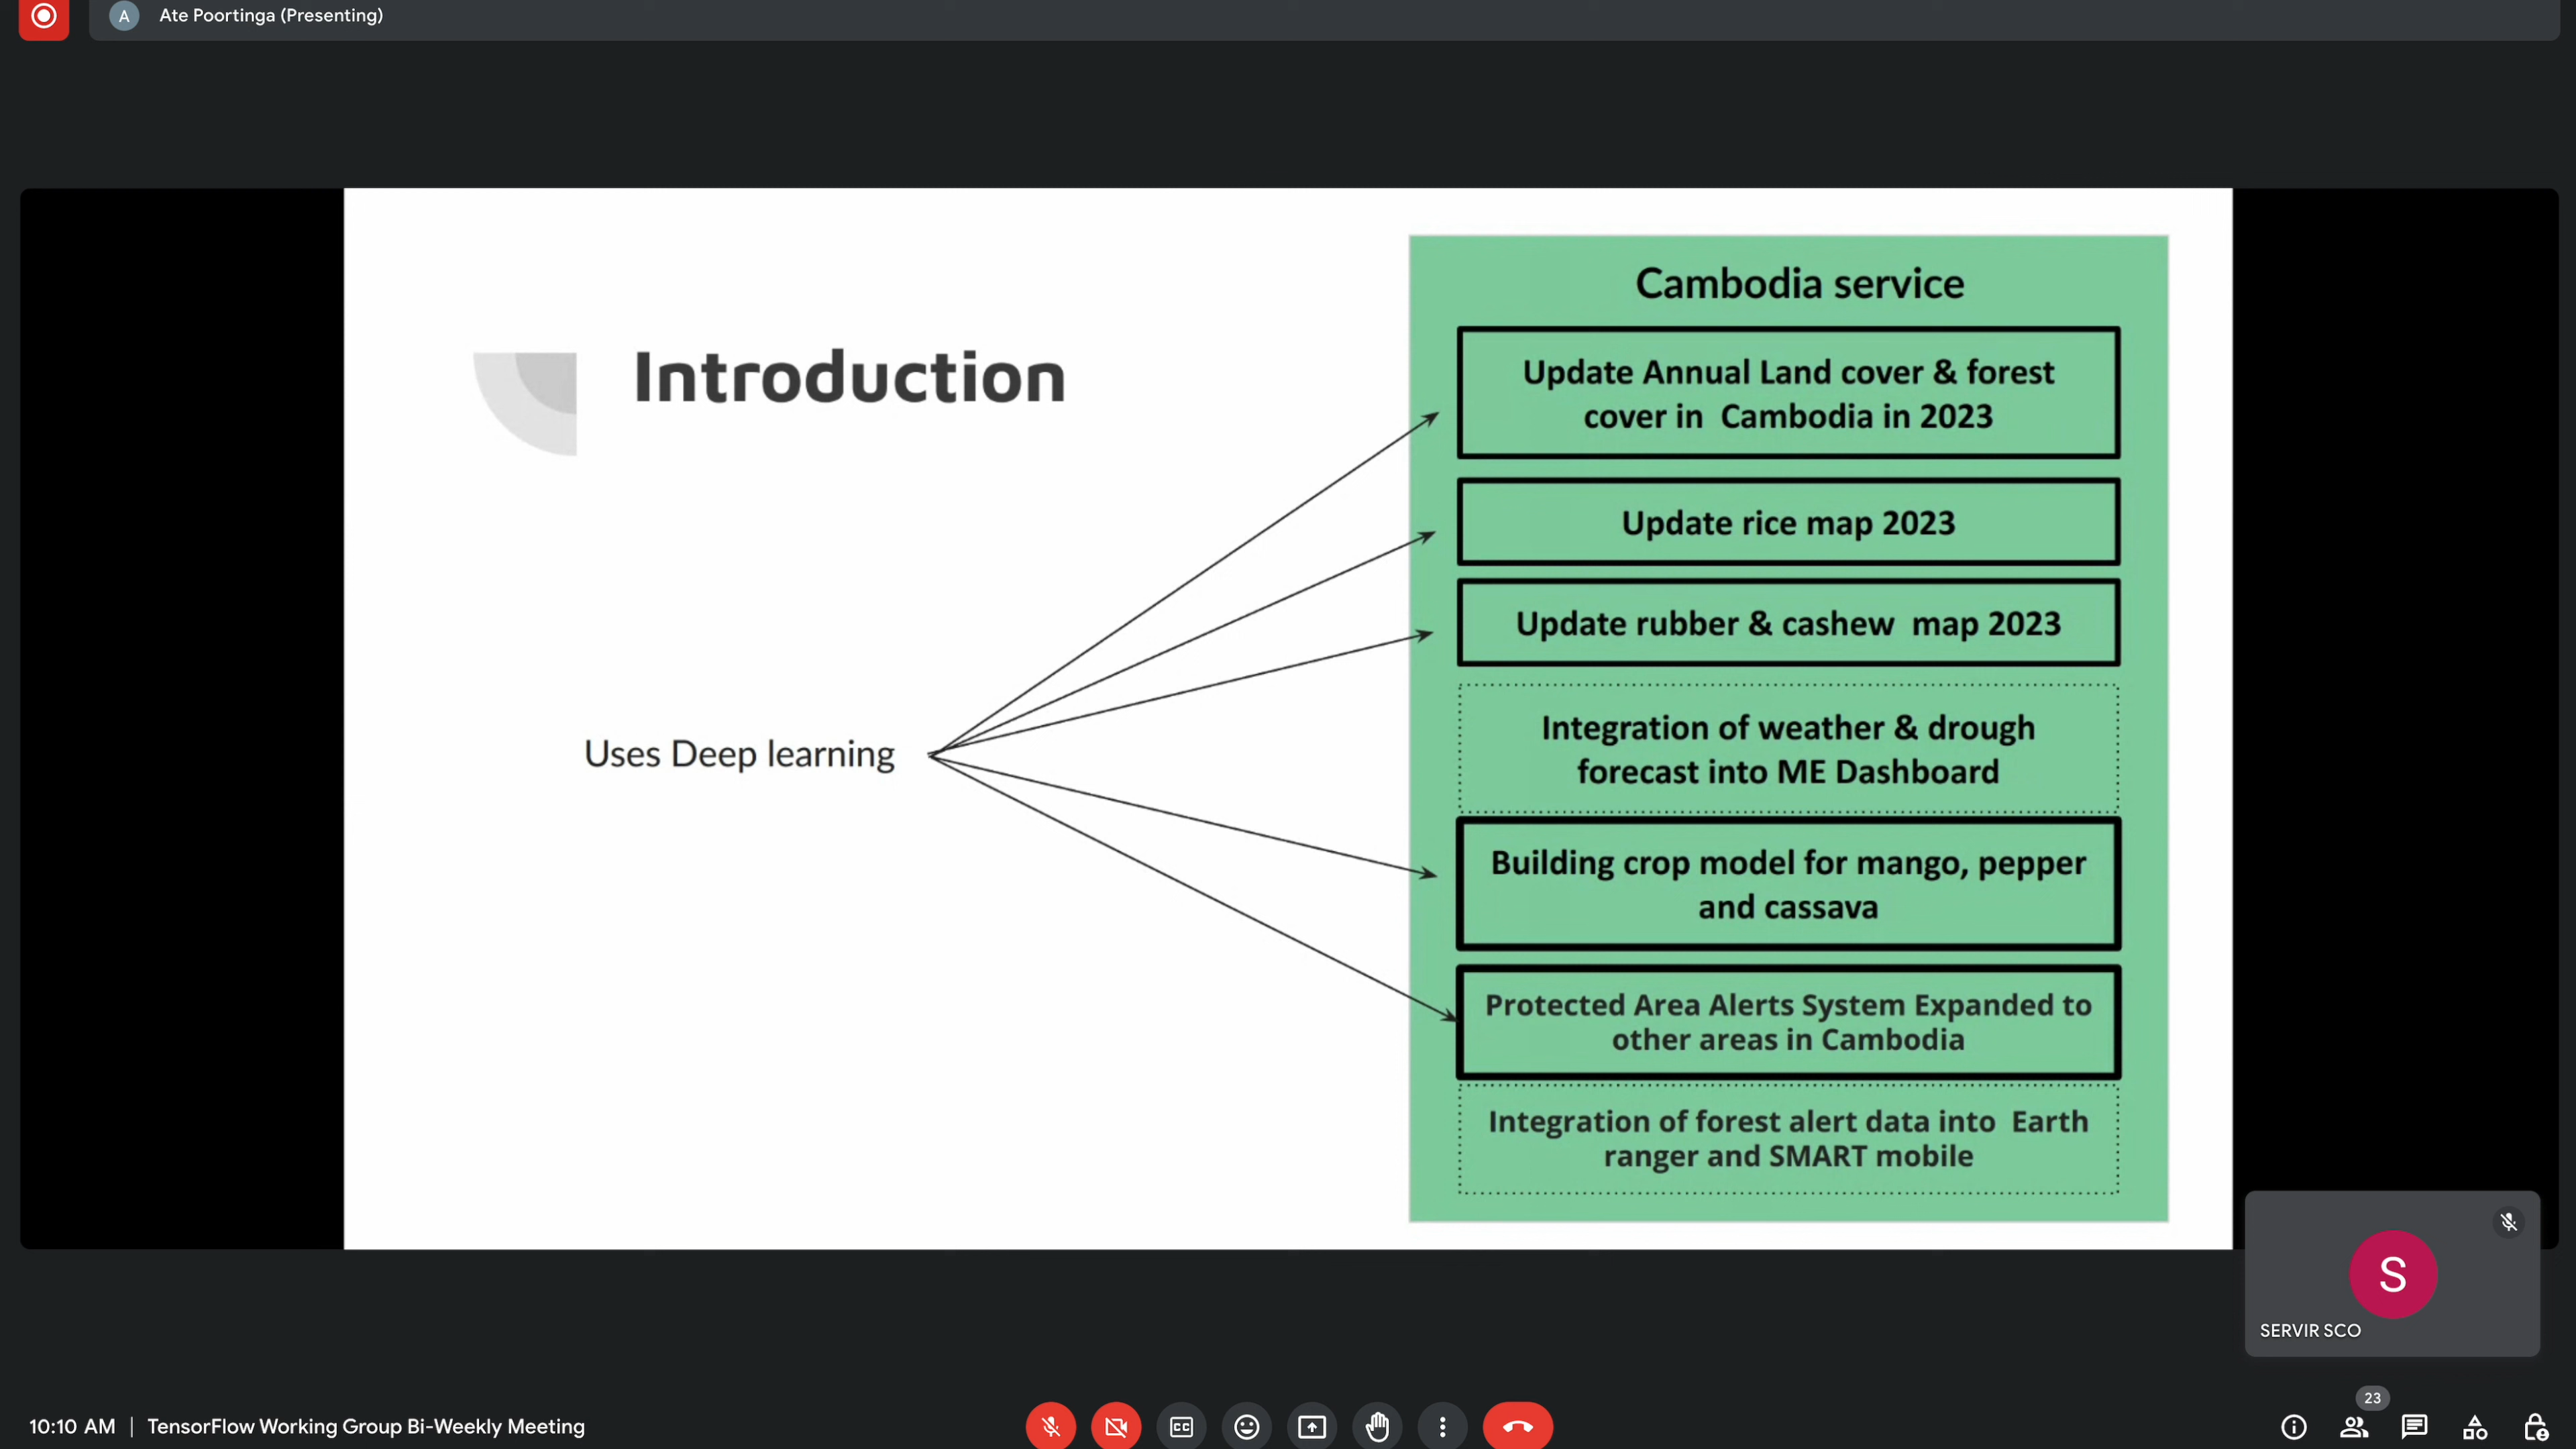 A
Ate Poortinga (Presenting)
Introduction
Uses Deep learning
Cambodia service
Update Annual Land cover & forest
cover in Cambodia in 2023
Update rice map 2023
Update rubber & cashew map 2023
Integration of weather & drough
forecast into ME Dashboard
Building crop model for mango, pepper
and cassava
Protected Area Alerts System Expanded to
other areas in Cambodia
Integration of forest alert data into Earth
ranger and SMART mobile
S
SERVIR SCO
10:10 AM | TensorFlow Working Group Bi-Weekly Meeting
CC
23